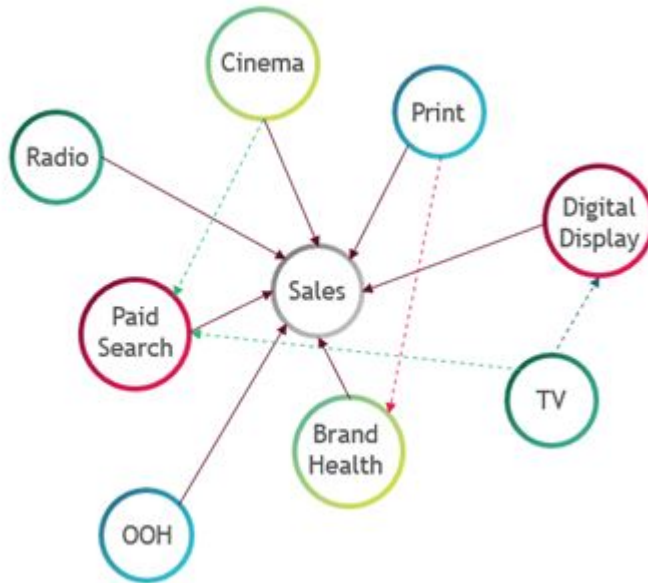 Cinema
Print
Radio
Digital
Display
Sales
Paid
Search
TV
Brand
Health
OOH